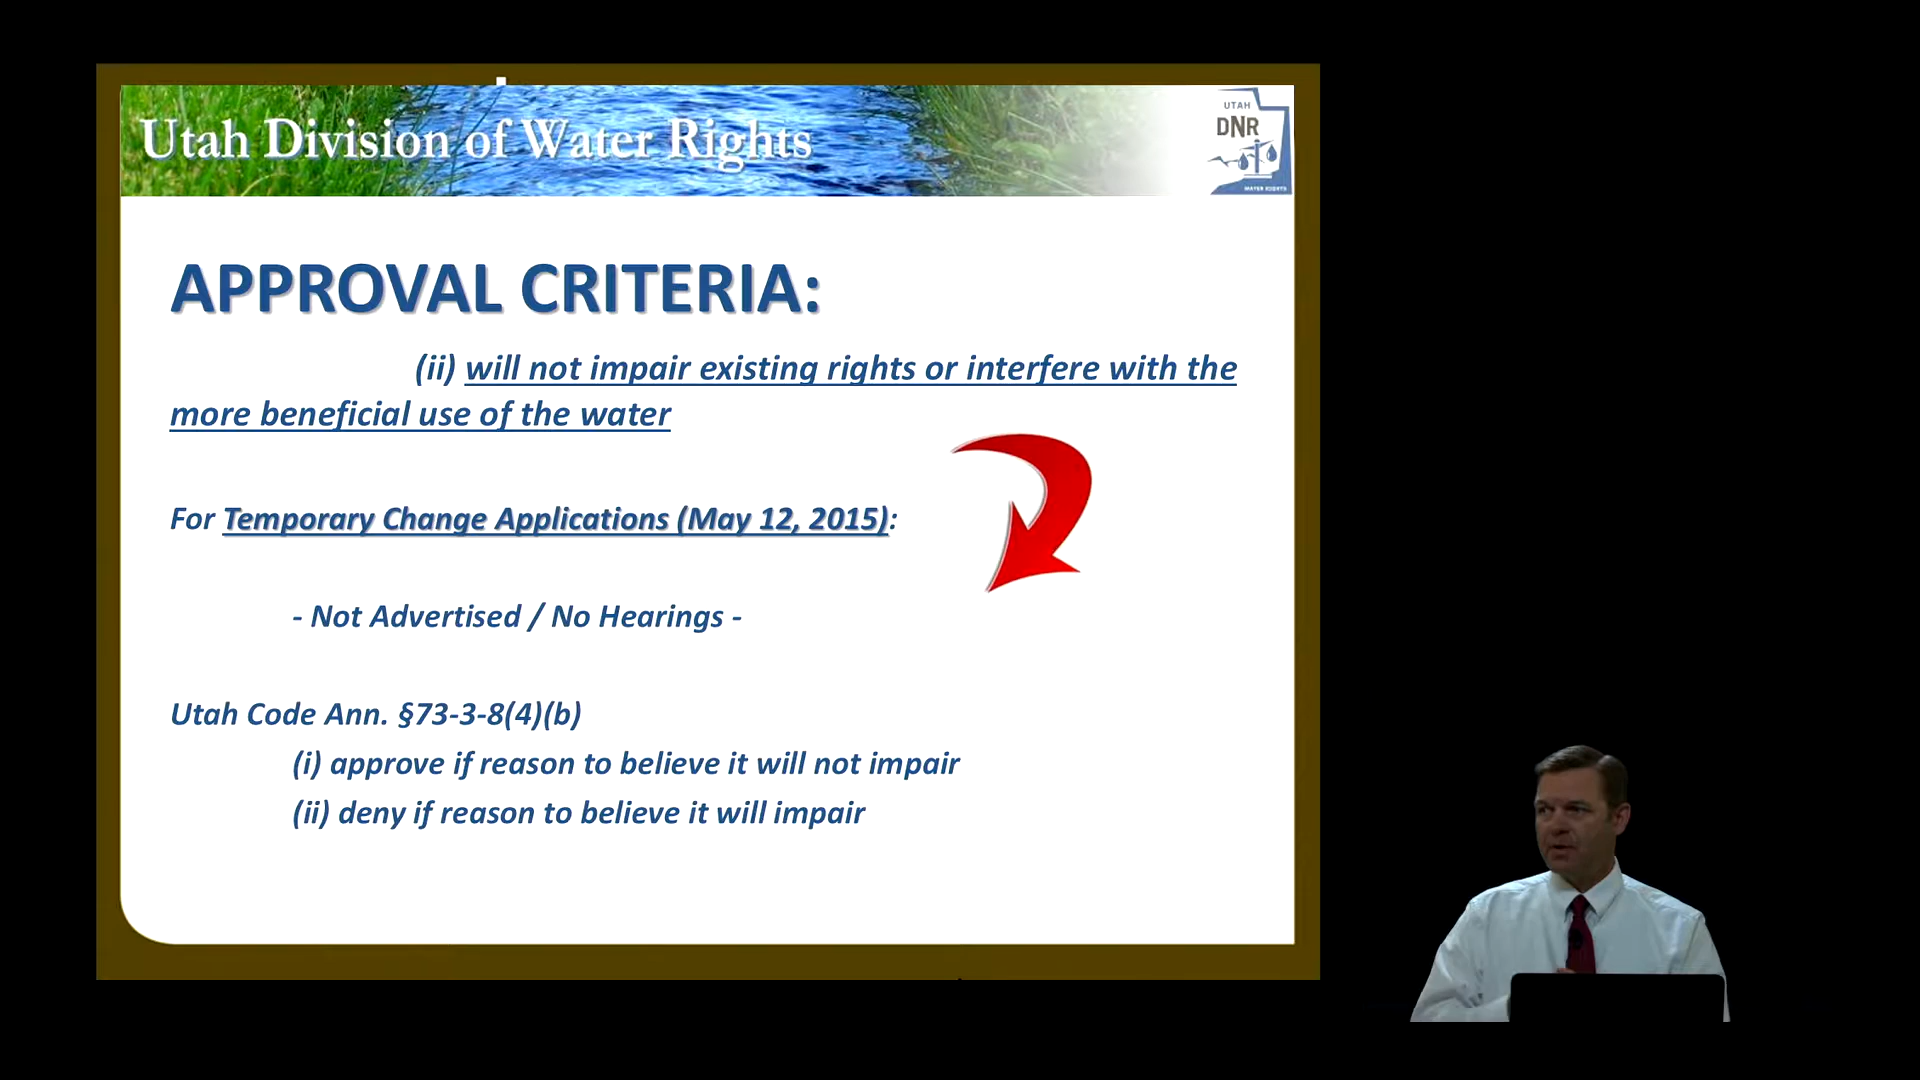 Utah Division of Water Rights
UTAH
DNR
WATER RIGHTS
APPROVAL CRITERIA:
(ii) will not impair existing rights or interfere with the
more beneficial use of the water
For Temporary Change Applications (May 12, 2015):
- Not Advertised / No Hearings -
Utah Code Ann. §73-3-8(4)(b)
(i) approve if reason to believe it will not impair
(ii) deny if reason to believe it will impair